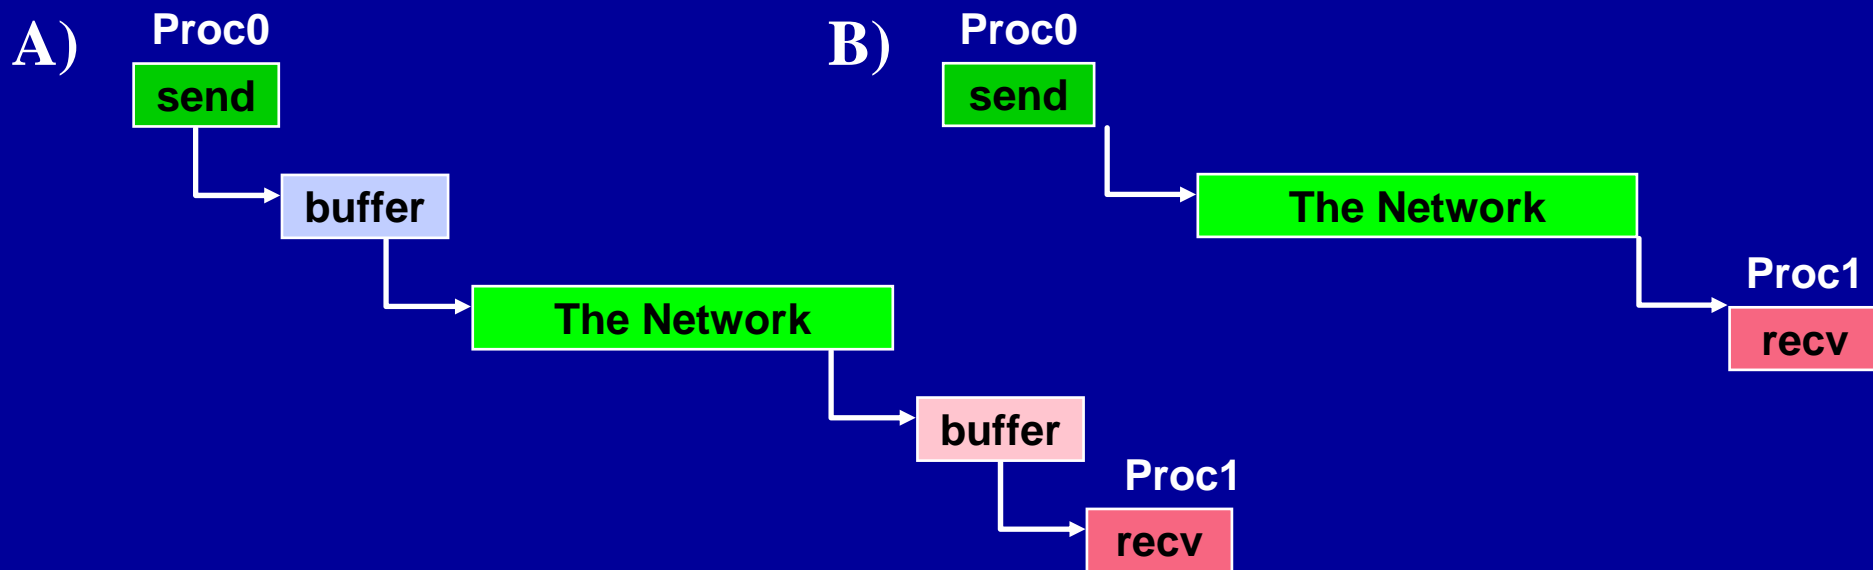 A)
Proc0
send
buffer
The Network
buffer
Proc1
recv
B)
Proc0
send
The Network
Proc1
recv